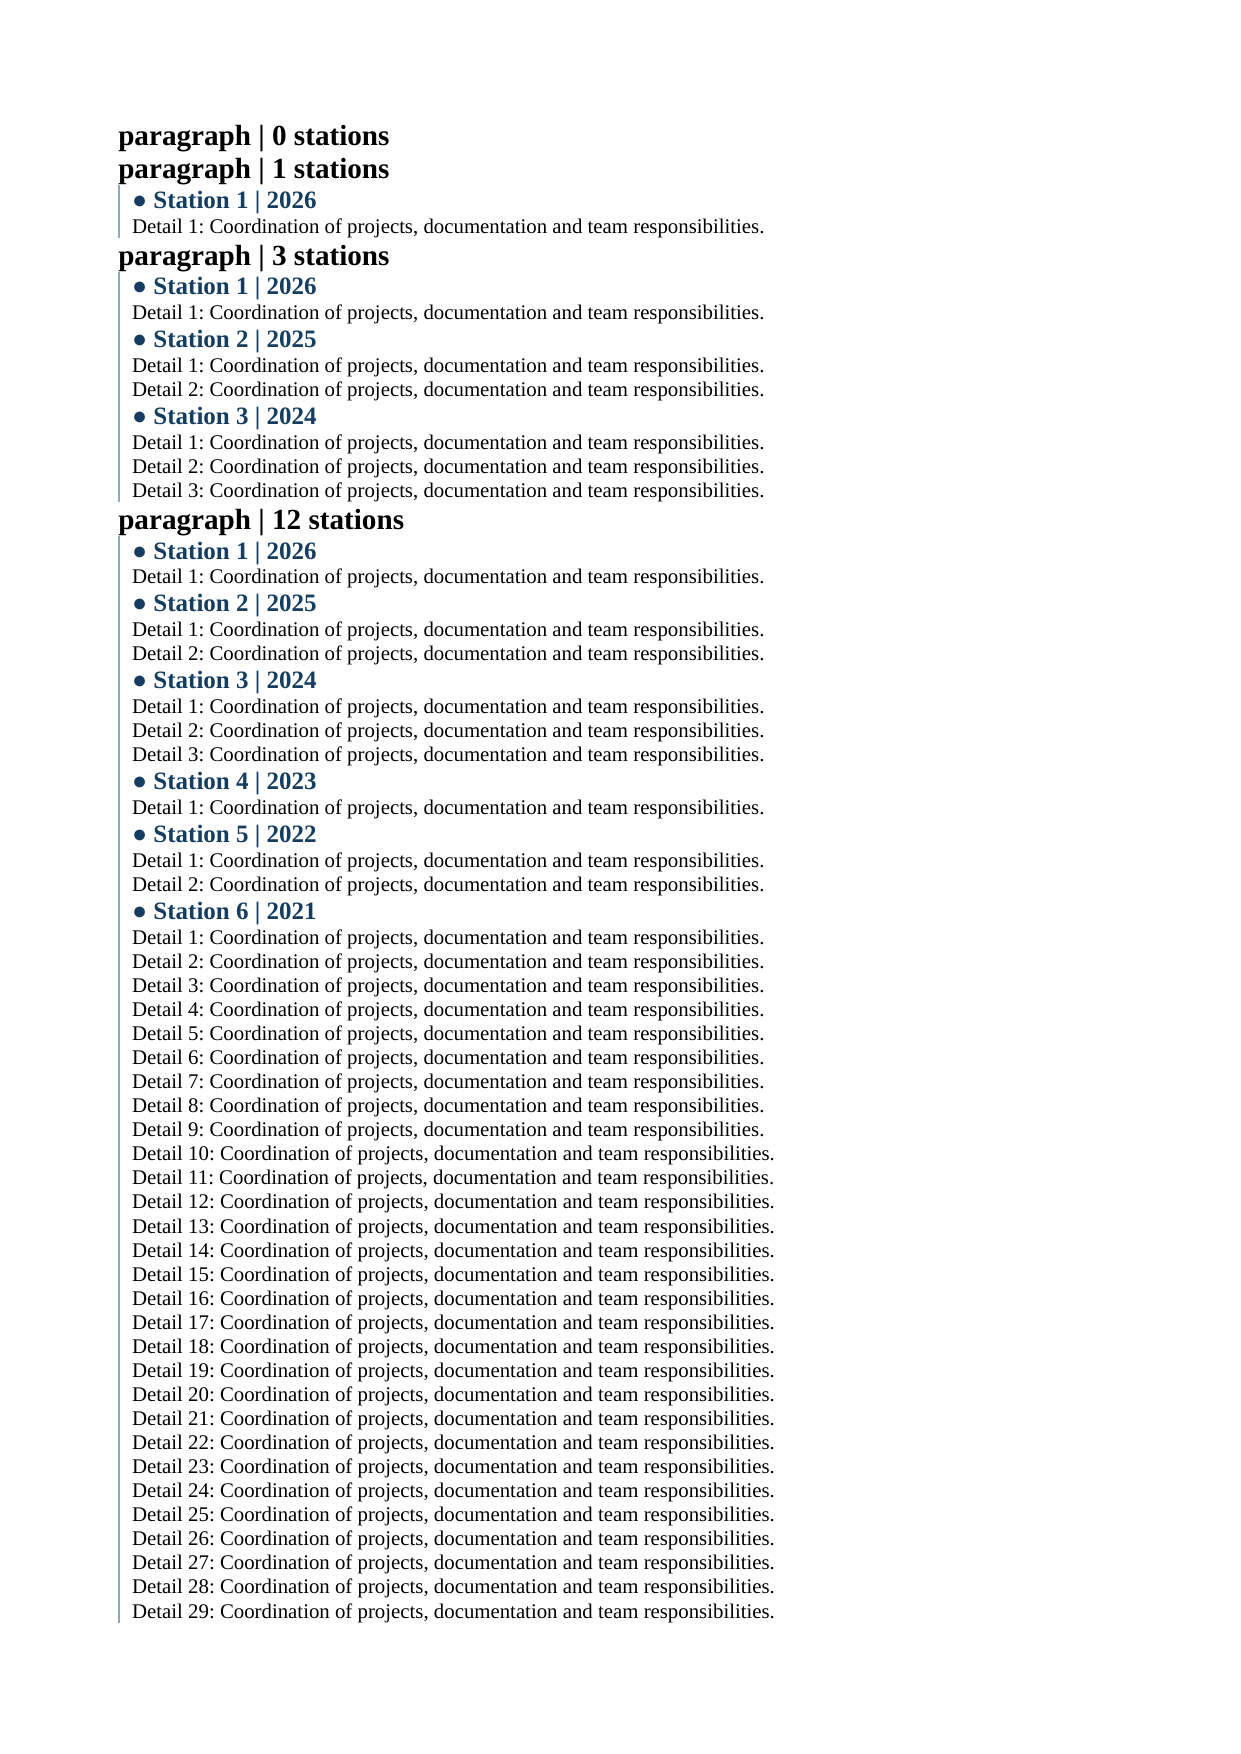 paragraph | 0 stations
paragraph | 1 stations
● Station 1 | 2026
Detail 1: Coordination of projects, documentation and team responsibilities.
paragraph | 3 stations
● Station 1 | 2026
Detail 1: Coordination of projects, documentation and team responsibilities.
● Station 2 | 2025
Detail 1: Coordination of projects, documentation and team responsibilities.
Detail 2: Coordination of projects, documentation and team responsibilities.
● Station 3 | 2024
Detail 1: Coordination of projects, documentation and team responsibilities.
Detail 2: Coordination of projects, documentation and team responsibilities.
Detail 3: Coordination of projects, documentation and team responsibilities.
paragraph | 12 stations
● Station 1 | 2026
Detail 1: Coordination of projects, documentation and team responsibilities.
● Station 2 | 2025
Detail 1: Coordination of projects, documentation and team responsibilities.
Detail 2: Coordination of projects, documentation and team responsibilities.
● Station 3 | 2024
Detail 1: Coordination of projects, documentation and team responsibilities.
Detail 2: Coordination of projects, documentation and team responsibilities.
Detail 3: Coordination of projects, documentation and team responsibilities.
● Station 4 | 2023
Detail 1: Coordination of projects, documentation and team responsibilities.
● Station 5 | 2022
Detail 1: Coordination of projects, documentation and team responsibilities.
Detail 2: Coordination of projects, documentation and team responsibilities.
● Station 6 | 2021
Detail 1: Coordination of projects, documentation and team responsibilities.
Detail 2: Coordination of projects, documentation and team responsibilities.
Detail 3: Coordination of projects, documentation and team responsibilities.
Detail 4: Coordination of projects, documentation and team responsibilities.
Detail 5: Coordination of projects, documentation and team responsibilities.
Detail 6: Coordination of projects, documentation and team responsibilities.
Detail 7: Coordination of projects, documentation and team responsibilities.
Detail 8: Coordination of projects, documentation and team responsibilities.
Detail 9: Coordination of projects, documentation and team responsibilities.
Detail 10: Coordination of projects, documentation and team responsibilities.
Detail 11: Coordination of projects, documentation and team responsibilities.
Detail 12: Coordination of projects, documentation and team responsibilities.
Detail 13: Coordination of projects, documentation and team responsibilities.
Detail 14: Coordination of projects, documentation and team responsibilities.
Detail 15: Coordination of projects, documentation and team responsibilities.
Detail 16: Coordination of projects, documentation and team responsibilities.
Detail 17: Coordination of projects, documentation and team responsibilities.
Detail 18: Coordination of projects, documentation and team responsibilities.
Detail 19: Coordination of projects, documentation and team responsibilities.
Detail 20: Coordination of projects, documentation and team responsibilities.
Detail 21: Coordination of projects, documentation and team responsibilities.
Detail 22: Coordination of projects, documentation and team responsibilities.
Detail 23: Coordination of projects, documentation and team responsibilities.
Detail 24: Coordination of projects, documentation and team responsibilities.
Detail 25: Coordination of projects, documentation and team responsibilities.
Detail 26: Coordination of projects, documentation and team responsibilities.
Detail 27: Coordination of projects, documentation and team responsibilities.
Detail 28: Coordination of projects, documentation and team responsibilities.
Detail 29: Coordination of projects, documentation and team responsibilities.